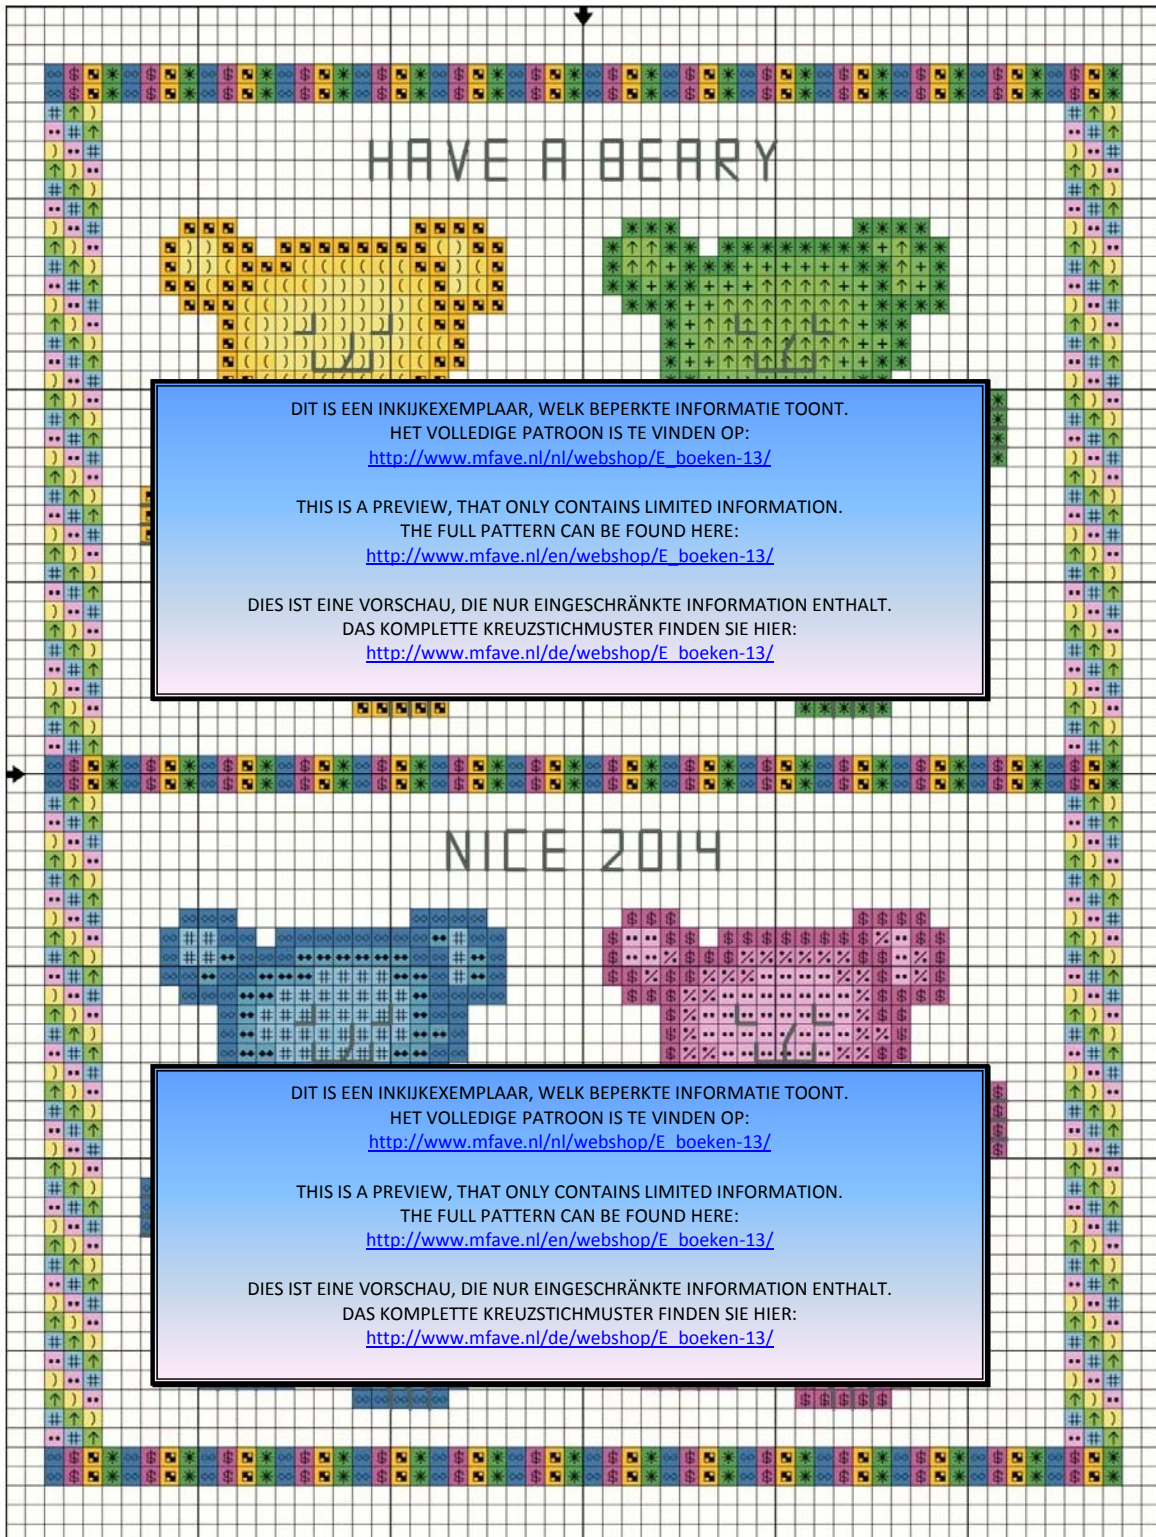 HAVE A BEARY
DIT IS EEN INKIJKEXEMPLAAR, WELK BEPERKTE INFORMATIE TOONT.
HET VOLLEDIGE PATROON IS TE VINDEN OP:
http://www.mfave.nl/nl/webshop/E_boeken-13/
THIS IS A PREVIEW, THAT ONLY CONTAINS LIMITED INFORMATION.
THE FULL PATTERN CAN BE FOUND HERE:
http://www.mfave.nl/en/webshop/E_boeken-13/
DIES IST EINE VORSCHAU, DIE NUR EINGESCHRÄNKTE INFORMATION ENTHALT.
DAS KOMPLETTE KREUZSTICHMUSTER FINDEN SIE HIER:
http://www.mfave.nl/de/webshop/E_boeken-13/
NICE 2014
DIT IS EEN INKIJKEXEMPLAAR, WELK BEPERKTE INFORMATIE TOONT.
HET VOLLEDIGE PATROON IS TE VINDEN OP:
http://www.mfave.nl/nl/webshop/E_boeken-13/
THIS IS A PREVIEW, THAT ONLY CONTAINS LIMITED INFORMATION.
THE FULL PATTERN CAN BE FOUND HERE:
http://www.mfave.nl/en/webshop/E_boeken-13/
DIES IST EINE VORSCHAU, DIE NUR EINGESCHRÄNKTE INFORMATION ENTHALT.
DAS KOMPLETTE KREUZSTICHMUSTER FINDEN SIE HIER:
http://www.mfave.nl/de/webshop/E_boeken-13/